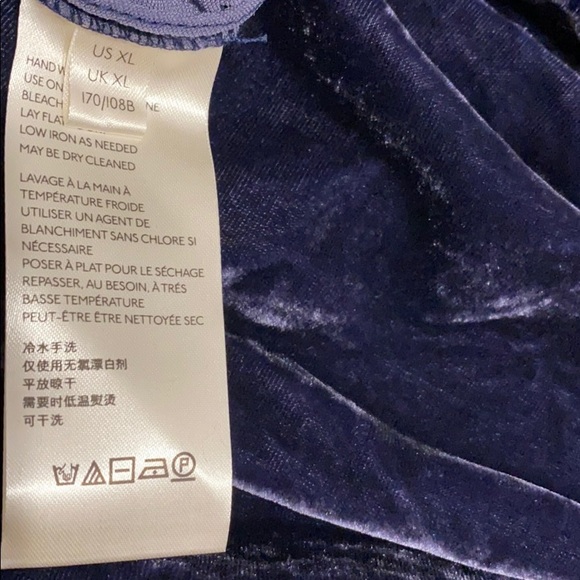 US XL
UK XL
170/108B
HAND
USE ON
BLEACH NE
LAY FLAT
LOW IRON AS NEEDED
MAY BE DRY CLEANED
LAVAGE À LA MAIN À
TEMPÉRATURE FROIDE
UTILISER UN AGENT DE
BLANCHIMENT SANS CHLORE SI
NÉCESSAIRE
POSER À PLAT POUR LE SÉCHAGE
REPASSER, AU BESOIN, À TRÉS
BASSE TEMPÉRATURE
PEUT-ÊTRE ÊTRE NETTOYÉE SEC
冷水手洗
仅使用无氯漂白剂
平放晾干
需要时低温熨烫
可干洗
P